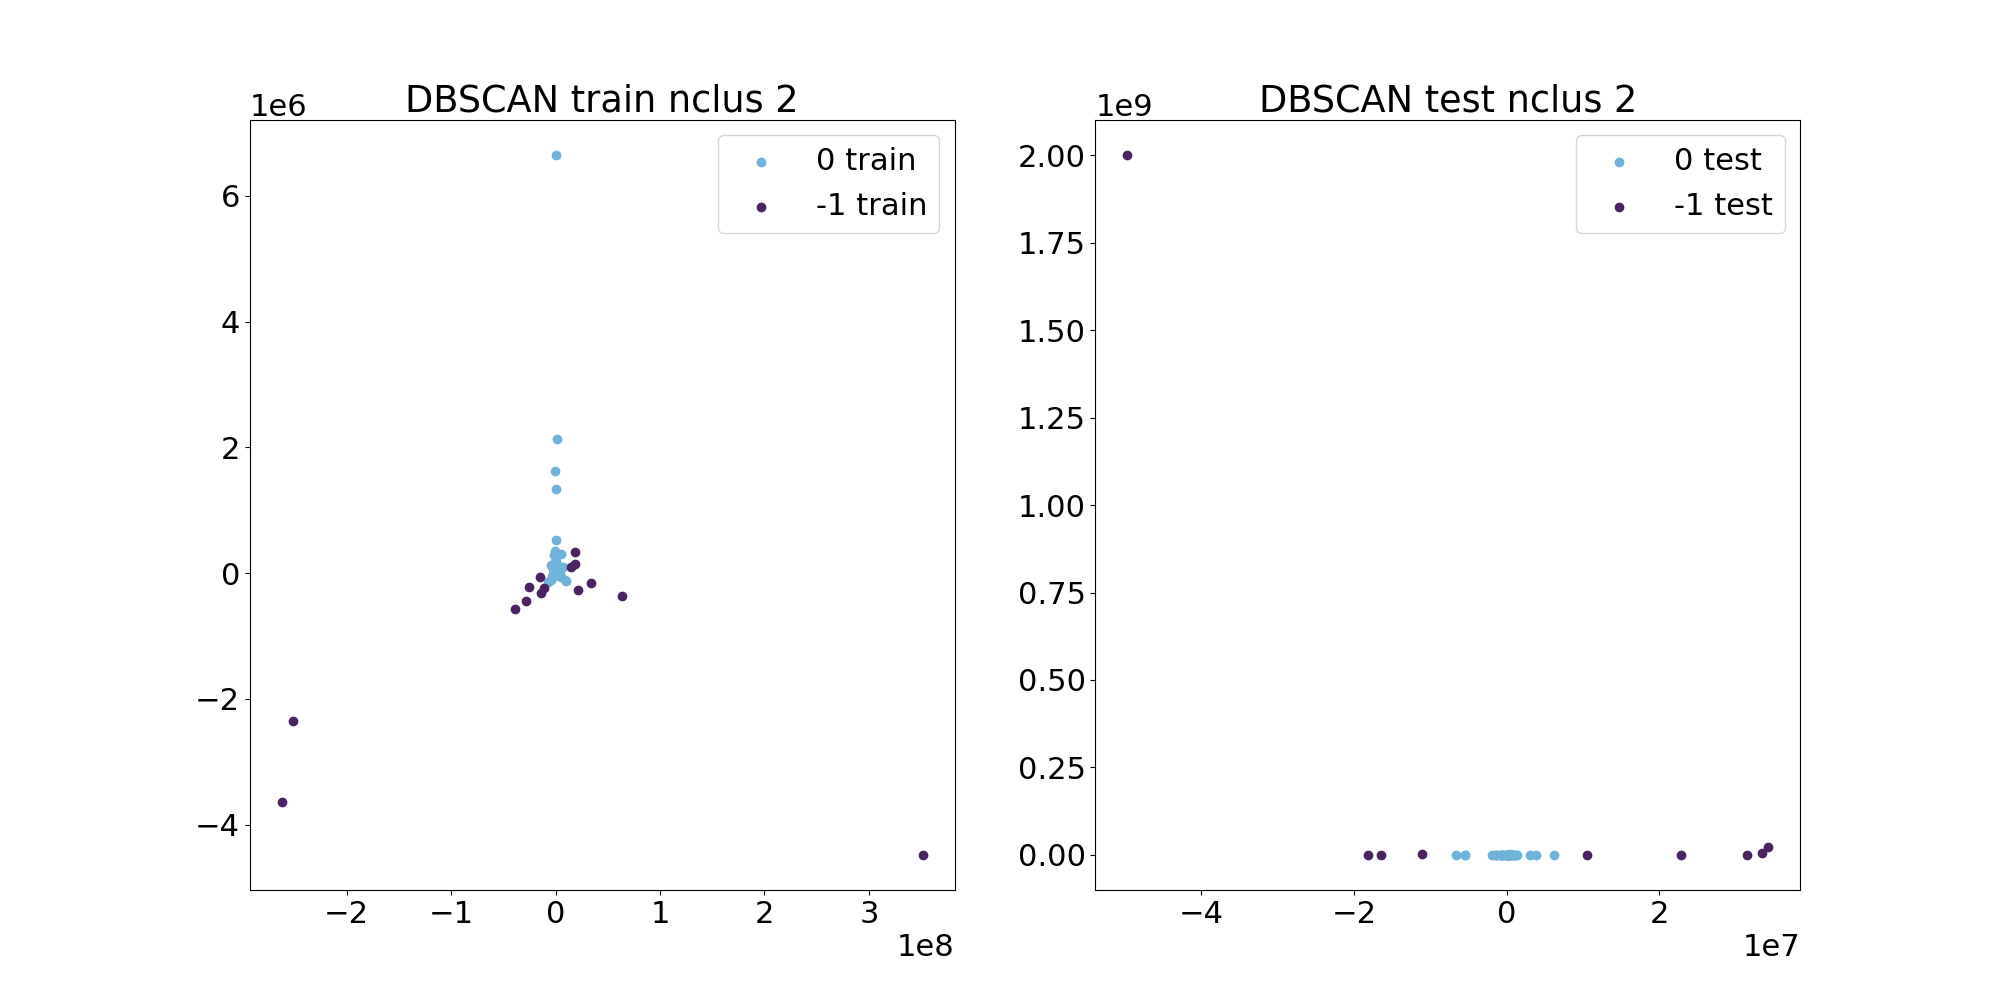 DBSCAN train nclus 2
1e6
0 train
-1 train
6
4
2
0
−2
−4
−2 −1 0 1 2 3
1e8
DBSCAN test nclus 2
1e9
0 test
-1 test
2.00
1.75
1.50
1.25
1.00
0.75
0.50
0.25
0.00
−4 −2 0 2
1e7